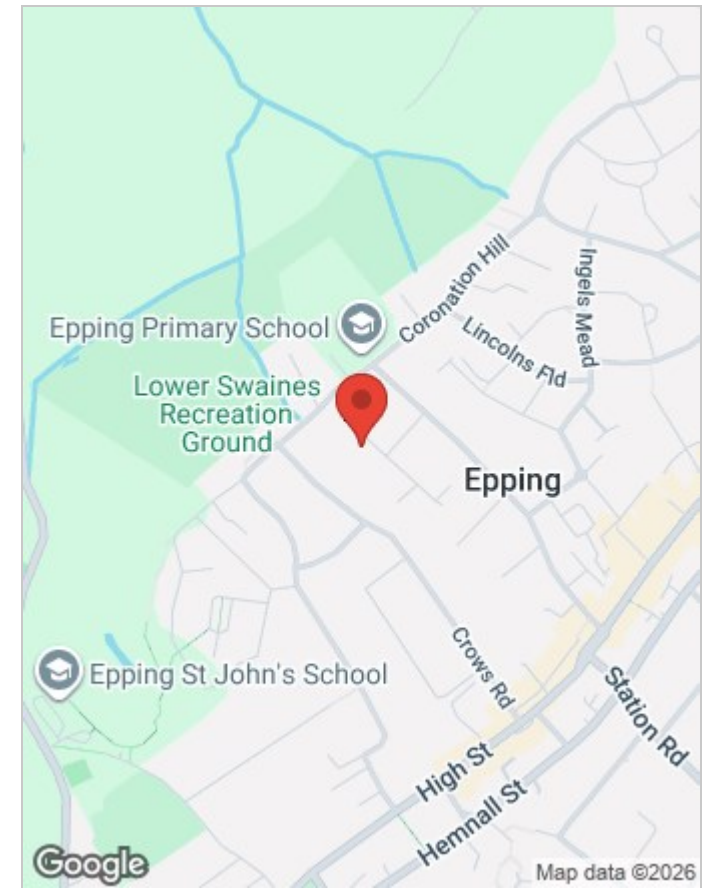 Coronation Hill
Ingels Mead
Epping Primary School
Lincolns Fld
Lower Swaines
Recreation
Ground
Epping
Crows Rd
Epping St John's School
Station Rd
High St
Hemnall St
Google
Map data ©2026